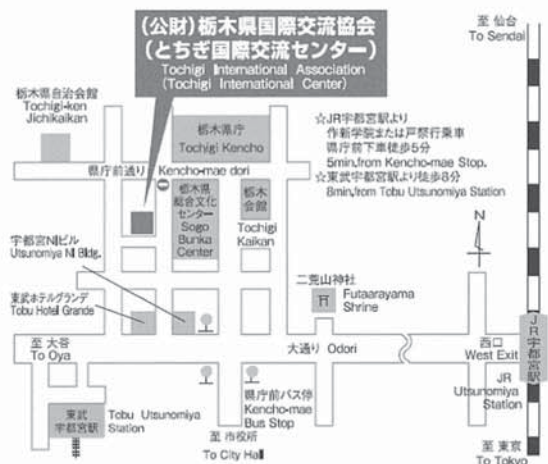 (公財)栃木県国際交流協会
(とちぎ国際交流センター)
Tochigi International Association
(Tochigi International Center)
至 仙台
To Sendai
栃木県自治会館
Tochigi-ken
Jichikaikan
栃木県庁
Tochigi Kencho
☆JR宇都宮駅より
作新学院または戸祭行乗車
県庁前下車徒歩5分
5min.from Kencho-mae Stop.
☆東武宇都宮駅より徒歩8分
8min.from Tobu Utsunomiya Station
県庁前通り Kencho-mae dori
栃木県
総合文化
センター
Sogo
Bunka
Center
栃木
会館
Tochigi
Kaikan
N
宇都宮NIビル
Utsunomiya NI Bldg.
二荒山神社
Futaarayama
Shrine
東武ホテルグランデ
Tobu Hotel Grande
至 大谷
To Oya
大通り Odori
西口
West Exit
JR宇都宮駅
JR
Utsunomiya
Station
東武
宇都宮駅
Tobu Utsunomiya
Station
県庁前バス停
Kencho-mae
Bus Stop
至 市役所
To City Hall
至 東京
To Tokyo